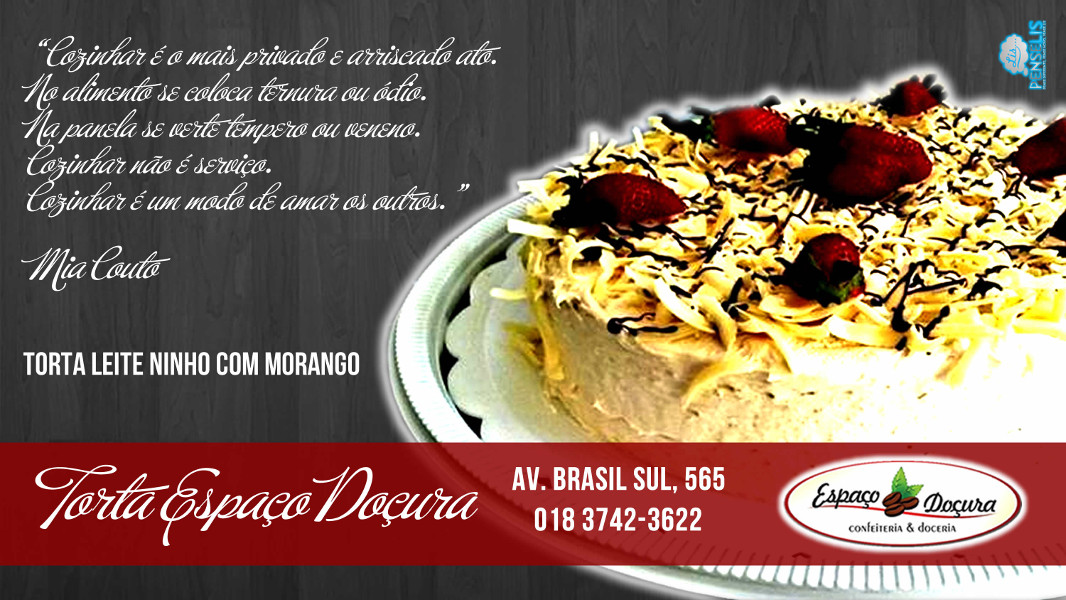 “Cozinhar é o mais privado e arriscado ato.
No alimento se coloca ternura ou ódio.
Na panela se verte tempero ou veneno.
Cozinhar não é serviço.
Cozinhar é um modo de amar os outros.”
Mia Couto
TORTA LEITE NINHO COM MORANGO
Torta Espaço Doçura
AV. BRASIL SUL, 565
018 3742-3622
Espaço Doçura
CONFEITERIA & DOCERIA
PENSELIS